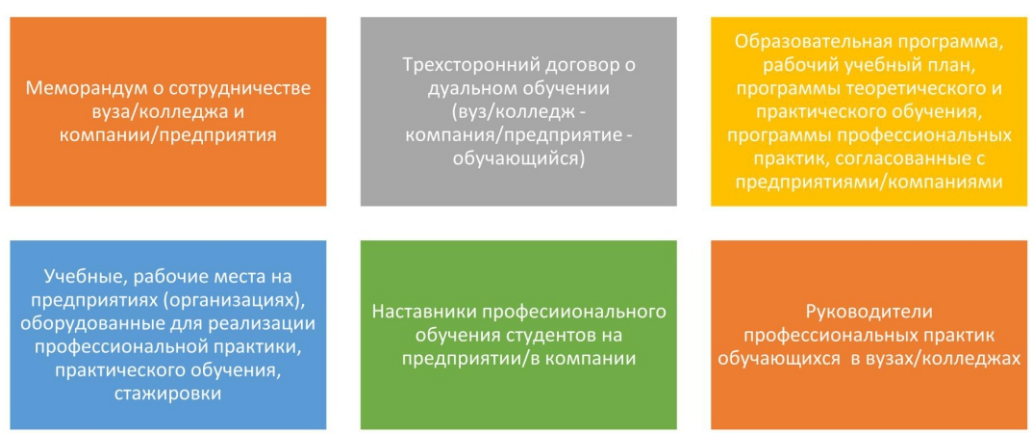 Меморандум о сотрудничестве
вуза/колледжа и
компании/предприятия
Трехсторонний договор о
дуальном обучении
(вуз/колледж -
компания/предприятие -
обучающийся)
Образовательная программа,
рабочий учебный план,
программы теоретического и
практического обучения,
программы профессиональных
практик, согласованные с
предприятиями/компаниями
Учебные, рабочие места на
предприятиях (организациях),
оборудованные для реализации
профессиональной практики,
практического обучения,
стажировки
Наставники професиионального
обучения студентов на
предприятии/в компании
Руководители
профессиональных практик
обучающихся в вузах/колледжах